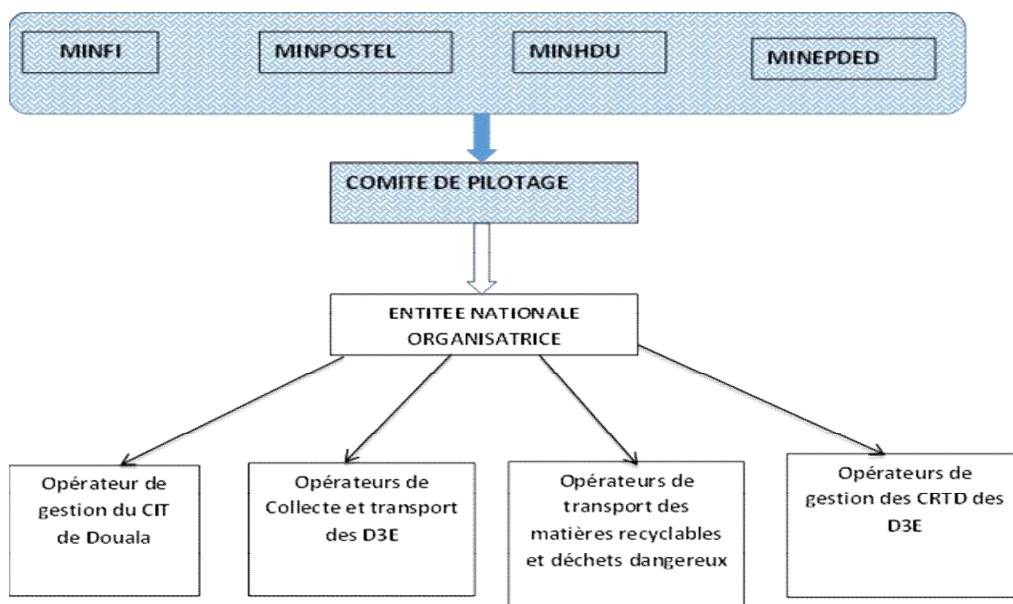 MINFI
MINPOSTEL
MINHDU
MINEPDED
COMITE DE PILOTAGE
ENTITEE NATIONALE
ORGANISATRICE
Opérateur de
gestion du CIT
de Douala
Opérateurs de
Collecte et transport
des D3E
Opérateurs de
transport des
matières recyclables
et déchets dangereux
Opérateurs de
gestion des CRTD des
D3E